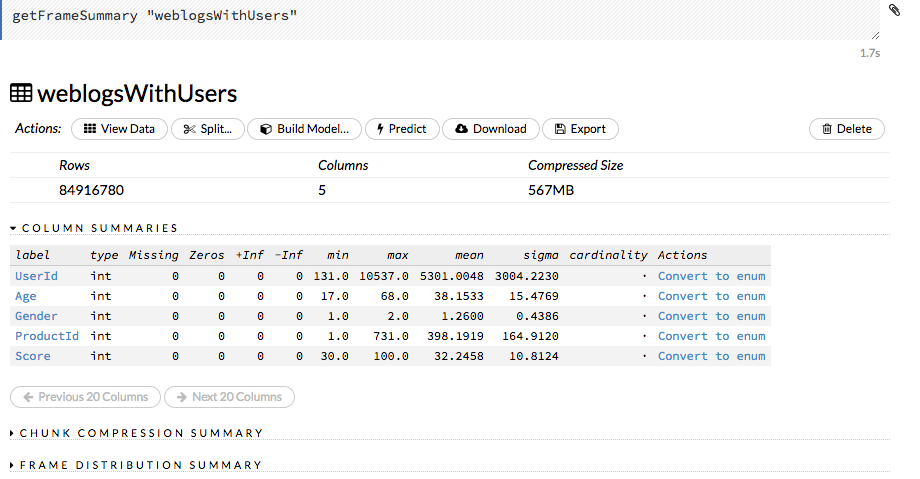 getFrameSummary "weblogsWithUsers"
1.7s
weblogsWithUsers
Actions: View Data Split... Build Model... Predict Download Export Delete
Rows Columns Compressed Size
84916780 5 567MB
COLUMN SUMMARIES
label type Missing Zeros +Inf -Inf min max mean sigma cardinality Actions
UserId int 0 0 0 0 131.0 10537.0 5301.0048 3004.2230 · Convert to enum
Age int 0 0 0 0 17.0 68.0 38.1533 15.4769 · Convert to enum
Gender int 0 0 0 0 1.0 2.0 1.2600 0.4386 · Convert to enum
ProductId int 0 0 0 0 1.0 731.0 398.1919 164.9120 · Convert to enum
Score int 0 0 0 0 30.0 100.0 32.2458 10.8124 · Convert to enum
Previous 20 Columns Next 20 Columns
CHUNK COMPRESSION SUMMARY
FRAME DISTRIBUTION SUMMARY